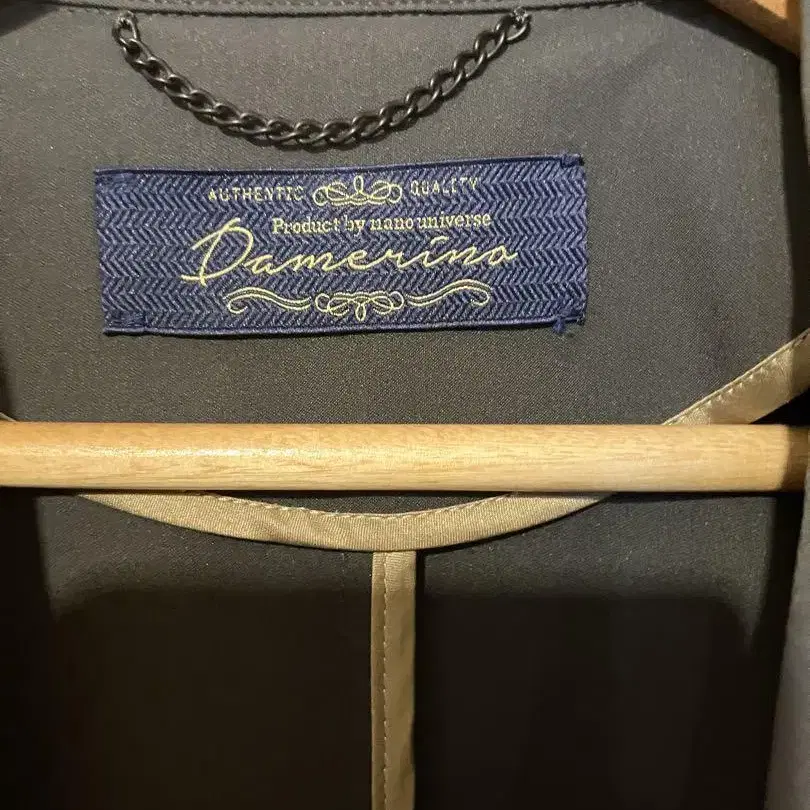 AUTHENTIC QUALITY
Product by nano universe
Damerino